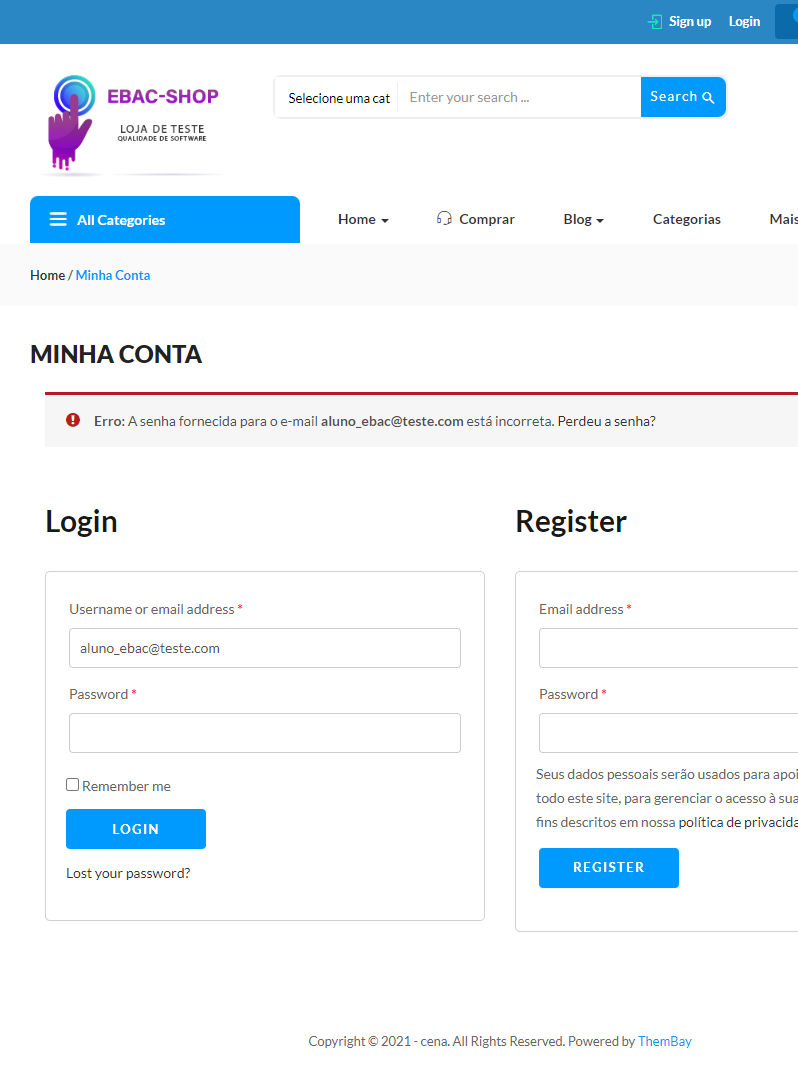 Sign up Login
EBAC-SHOP
LOJA DE TESTE
QUALIDADE DE SOFTWARE
Selecione uma cat Enter your search ... Search
All Categories Home Comprar Blog Categorias Mais
Home / Minha Conta
MINHA CONTA
Erro: A senha fornecida para o e-mail aluno_ebac@teste.com está incorreta. Perdeu a senha?
Login
Username or email address *
aluno_ebac@teste.com
Password *
Remember me
LOGIN
Lost your password?
Register
Email address *
Password *
Seus dados pessoais serão usados para apoi
todo este site, para gerenciar o acesso à sua
fins descritos em nossa política de privacida
REGISTER
Copyright © 2021 - cena. All Rights Reserved. Powered by ThemBay